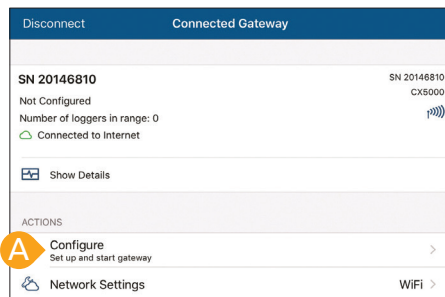 Disconnect Connected Gateway
SN 20146810 SN 20146810
Not Configured CX5000
Number of loggers in range: 0
Connected to Internet
Show Details
ACTIONS
A Configure
Set up and start gateway
Network Settings WiFi